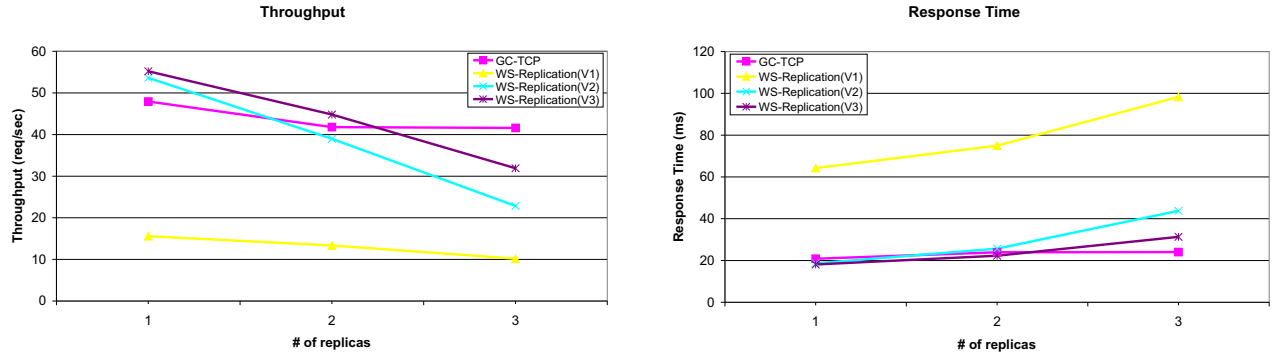 Throughput
60
50
40
30
20
10
0
Throughput (req/sec)
GC-TCP
WS-Replication(V1)
WS-Replication(V2)
WS-Replication(V3)
1 2 3
# of replicas
Response Time
120
100
80
60
40
20
0
Response Time (ms)
GC-TCP
WS-Replication(V1)
WS-Replication(V2)
WS-Replication(V3)
1 2 3
# of replicas